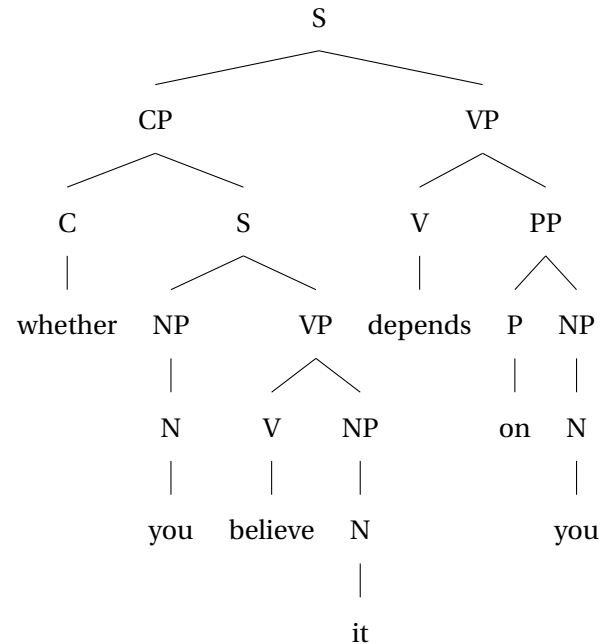 S
CP VP
C S V PP
whether NP VP depends P NP
N V NP on N
you believe N you
it